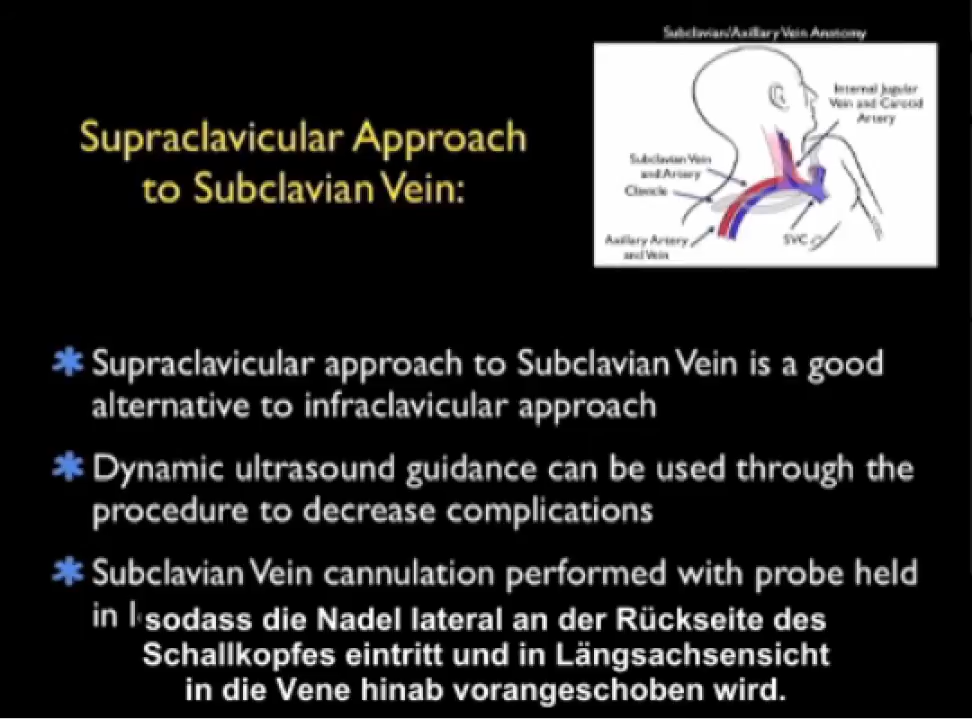 Subclavian/Axillary Vein Anatomy
Supraclavicular Approach
to Subclavian Vein:
Internal Jugular
Vein and Carotid
Artery
Subclavian Vein
and Artery
Clavicle
Axillary Artery
and Vein
SVC
Supraclavicular approach to Subclavian Vein is a good
alternative to infraclavicular approach
Dynamic ultrasound guidance can be used through the
procedure to decrease complications
Subclavian Vein cannulation performed with probe held
in
sodass die Nadel lateral an der Rückseite des
Schallkopfes eintritt und in Längsachsensicht
in die Vene hinab vorangeschoben wird.